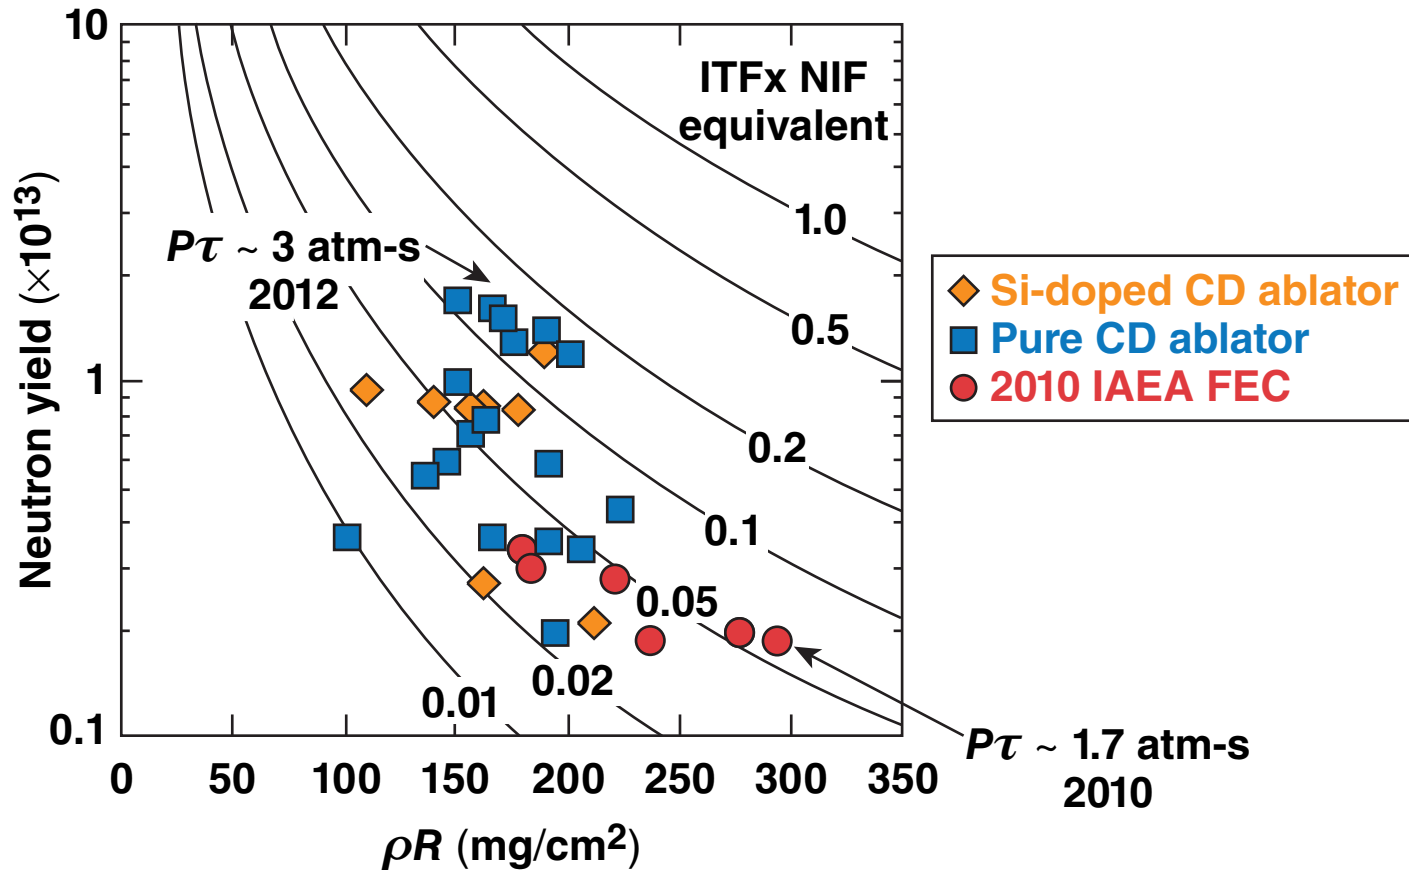 10
1
0.1
Neutron yield (×10¹³)
0 50 100 150 200 250 300 350
ρR (mg/cm²)
ITFx NIF
equivalent
1.0
0.5
0.2
0.1
0.05
0.02
0.01
Pτ ~ 3 atm-s
2012
Pτ ~ 1.7 atm-s
2010
Si-doped CD ablator
Pure CD ablator
2010 IAEA FEC